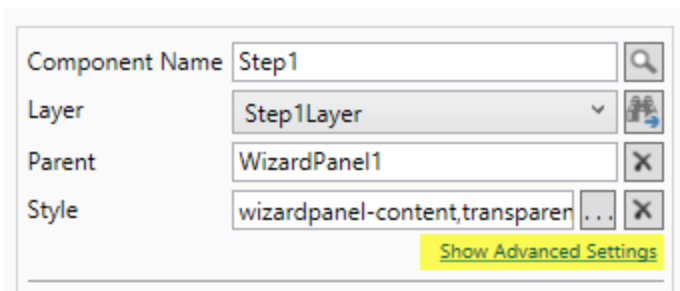 Component Name Step1
Layer Step1Layer
Parent WizardPanel1
Style wizardpanel-content,transparen ...
Show Advanced Settings